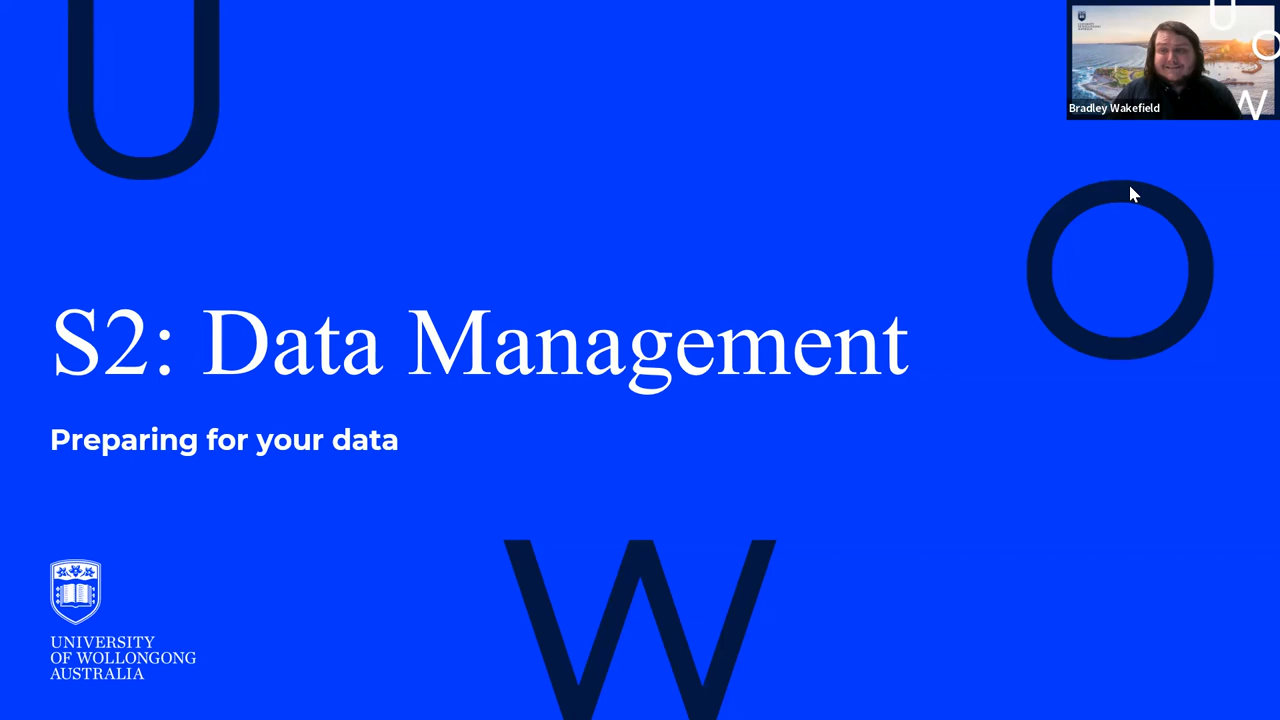 U
O
W
Bradley Wakefield
U
O
S2: Data Management
Preparing for your data
W
UNIVERSITY
OF WOLLONGONG
AUSTRALIA